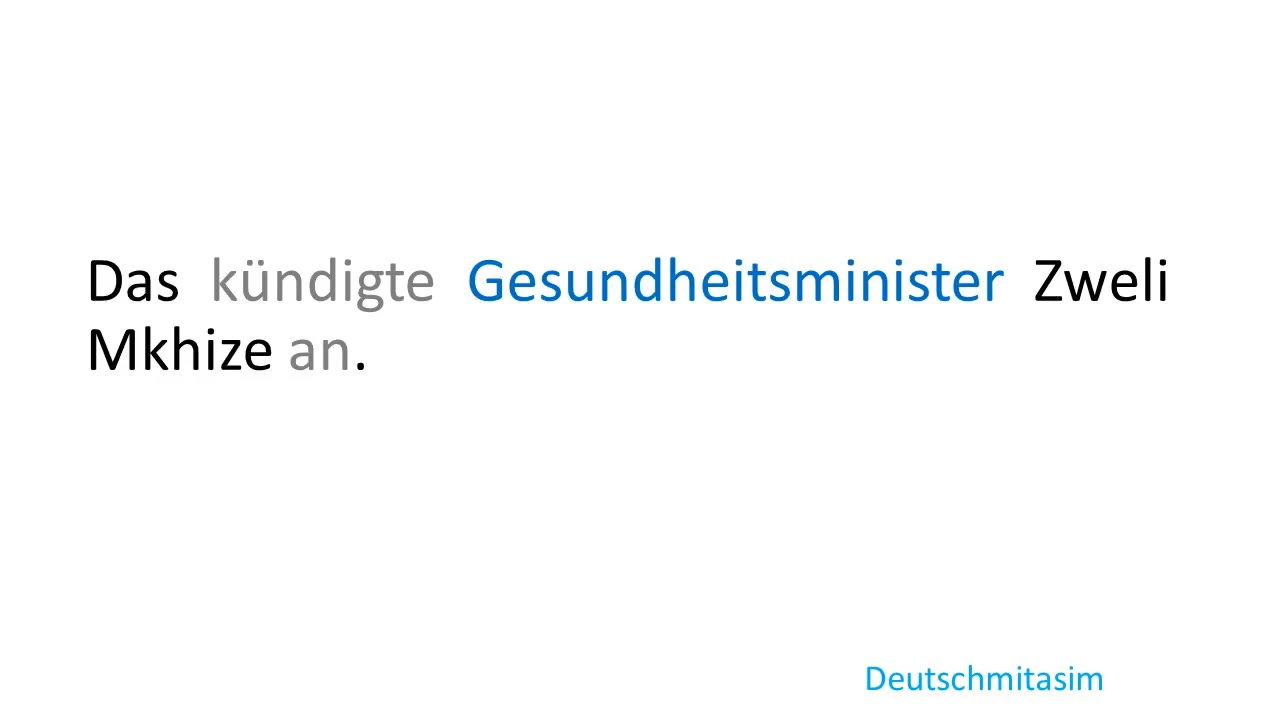 Das kündigte Gesundheitsminister Zweli
Mkhize an.
Deutschmitasim